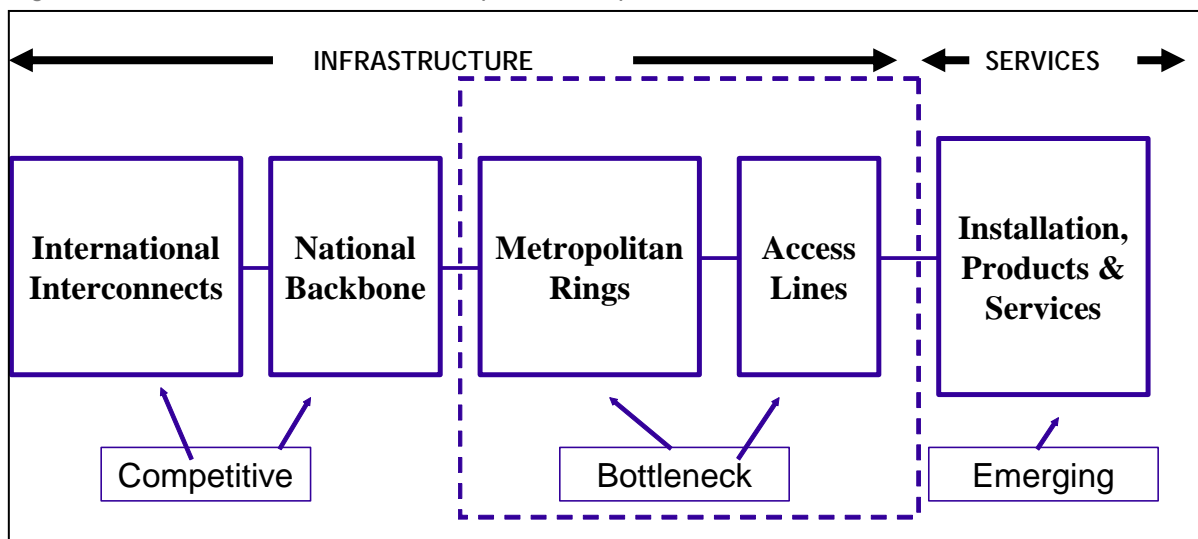 INFRASTRUCTURE
SERVICES
International
Interconnects
National
Backbone
Metropolitan
Rings
Access
Lines
Installation,
Products &
Services
Competitive
Bottleneck
Emerging